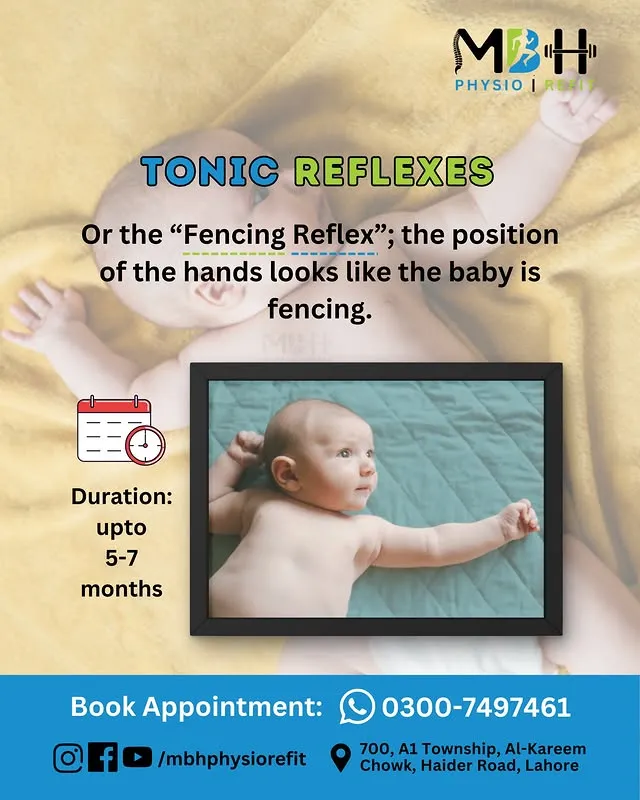 MBH
PHYSIO | REFIT
TONIC REFLEXES
Or the “Fencing Reflex”; the position
of the hands looks like the baby is
fencing.
MBH
Duration:
upto
5-7
months
Book Appointment: 0300-7497461
/mbhphysiorefit
700, A1 Township, Al-Kareem
Chowk, Haider Road, Lahore